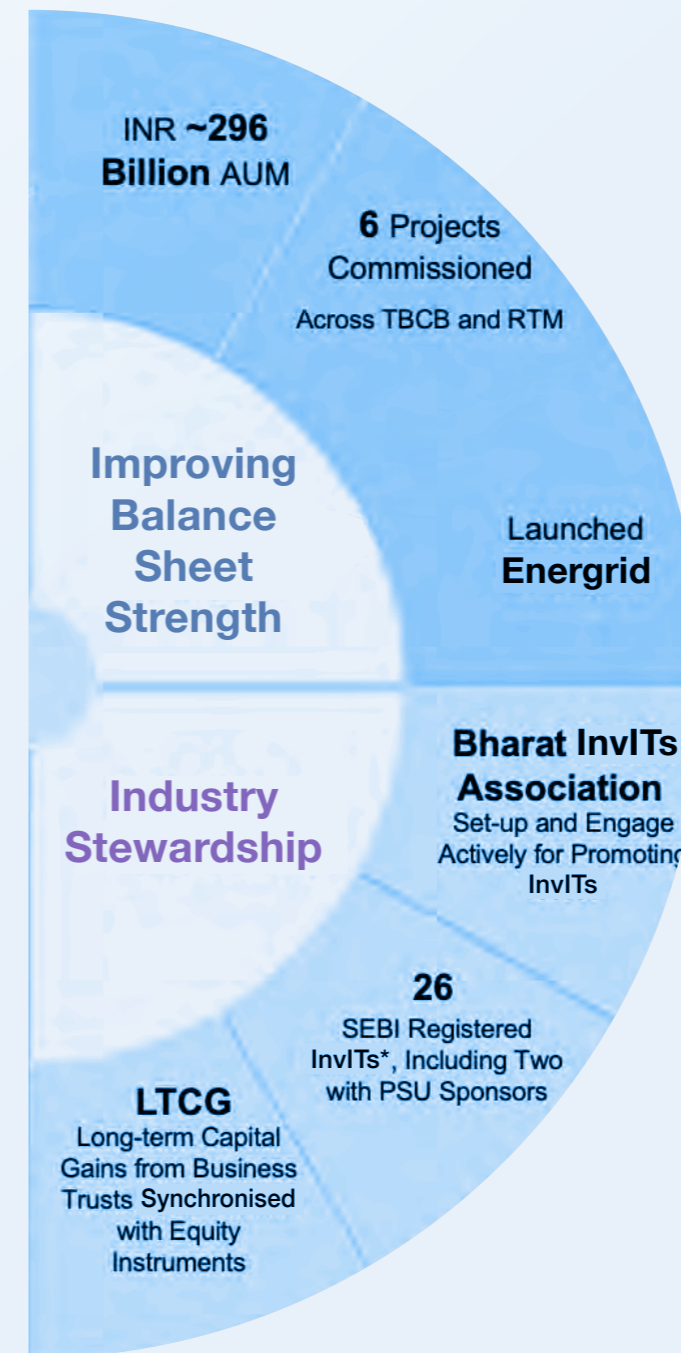 INR ~296
Billion AUM
6 Projects
Commissioned
Across TBCB and RTM
Improving
Balance
Sheet
Strength
Launched
Energrid
Bharat InvITs
Association
Set-up and Engage
Actively for Promoting
InvITs
Industry
Stewardship
26
SEBI Registered
InvITs*, Including Two
with PSU Sponsors
LTCG
Long-term Capital
Gains from Business
Trusts Synchronised
with Equity
Instruments